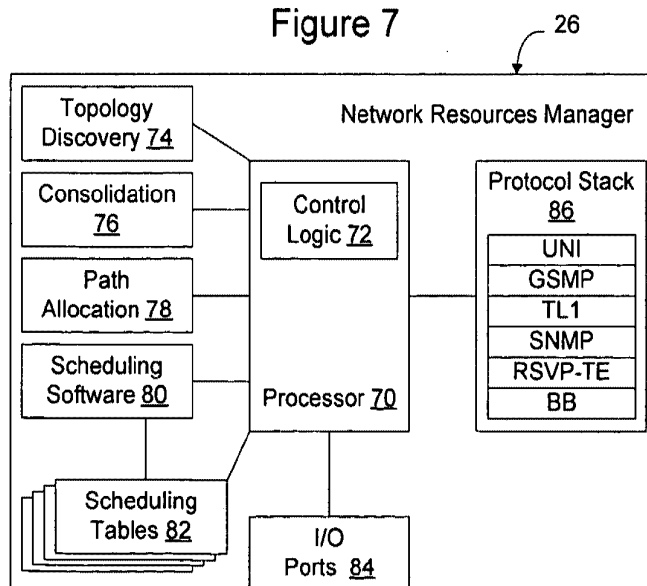 Figure 7
26
Network Resources Manager
Topology
Discovery 74
Consolidation
76
Path
Allocation 78
Scheduling
Software 80
Scheduling
Tables 82
Control
Logic 72
Processor 70
I/O
Ports 84
Protocol Stack
86
UNI
GSMP
TL1
SNMP
RSVP-TE
BB